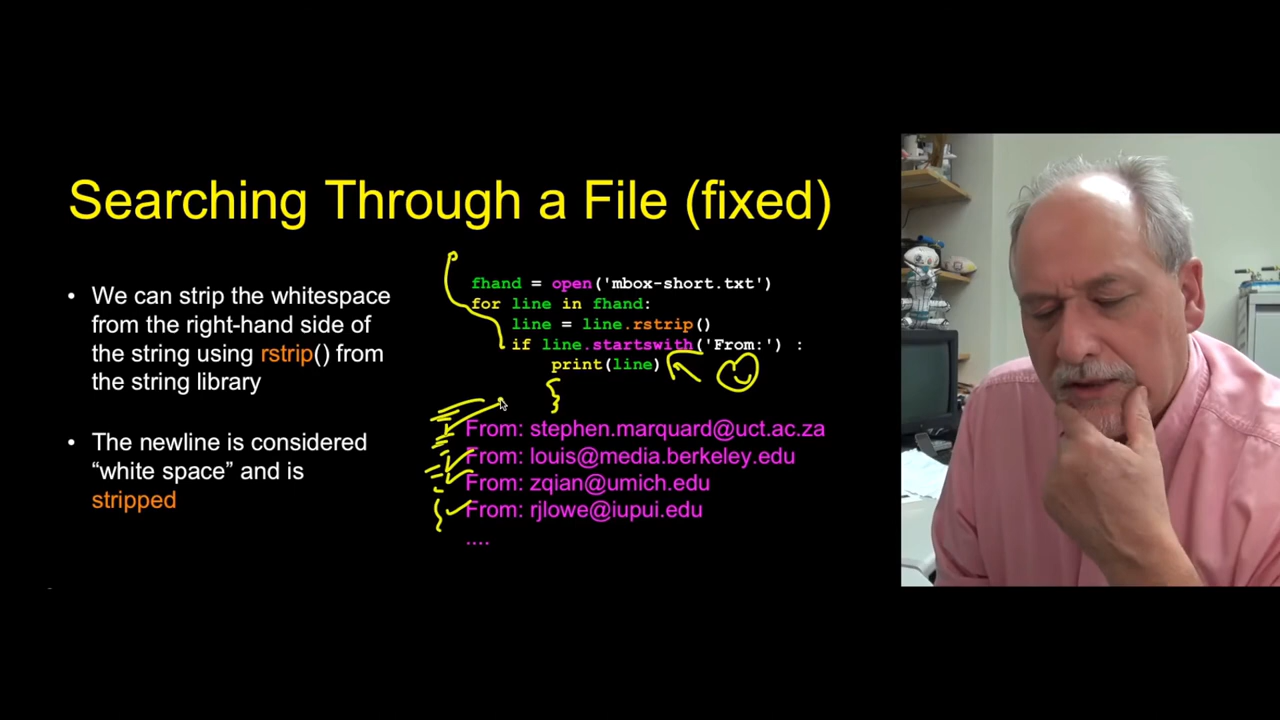 Searching Through a File (fixed)
• We can strip the whitespace
from the right-hand side of
the string using rstrip() from
the string library
• The newline is considered
“white space” and is
stripped
fhand = open('mbox-short.txt')
for line in fhand:
    line = line.rstrip()
    if line.startswith('From:') :
        print(line)
From: stephen.marquard@uct.ac.za
From: louis@media.berkeley.edu
From: zqian@umich.edu
From: rjlowe@iupui.edu
....